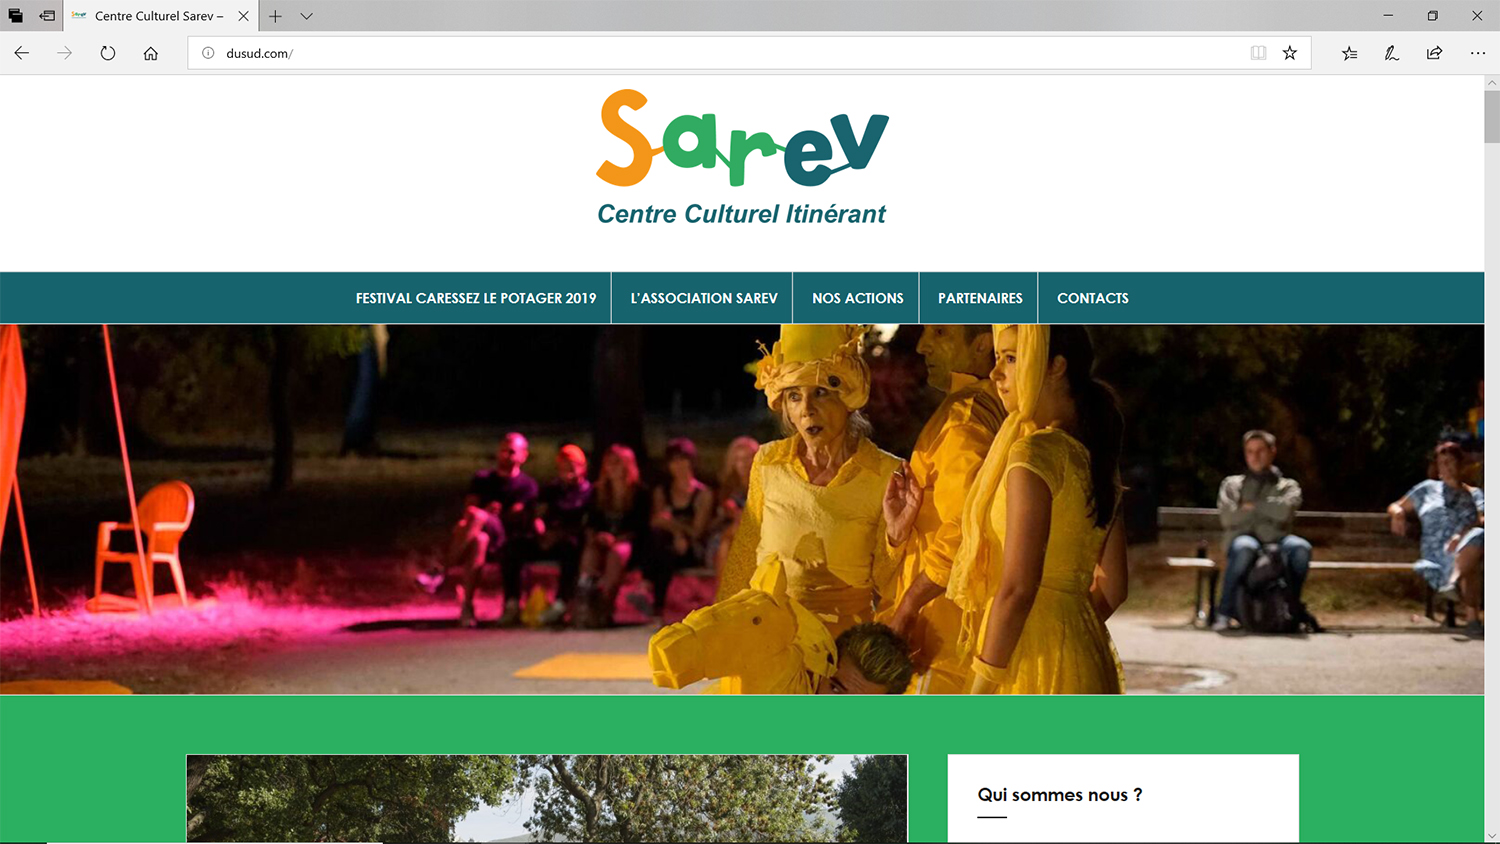 Centre Culturel Sarev –
dusud.com/
Sarev
Centre Culturel Itinérant
FESTIVAL CARESSEZ LE POTAGER 2019
L'ASSOCIATION SAREV
NOS ACTIONS
PARTENAIRES
CONTACTS
Qui sommes nous ?